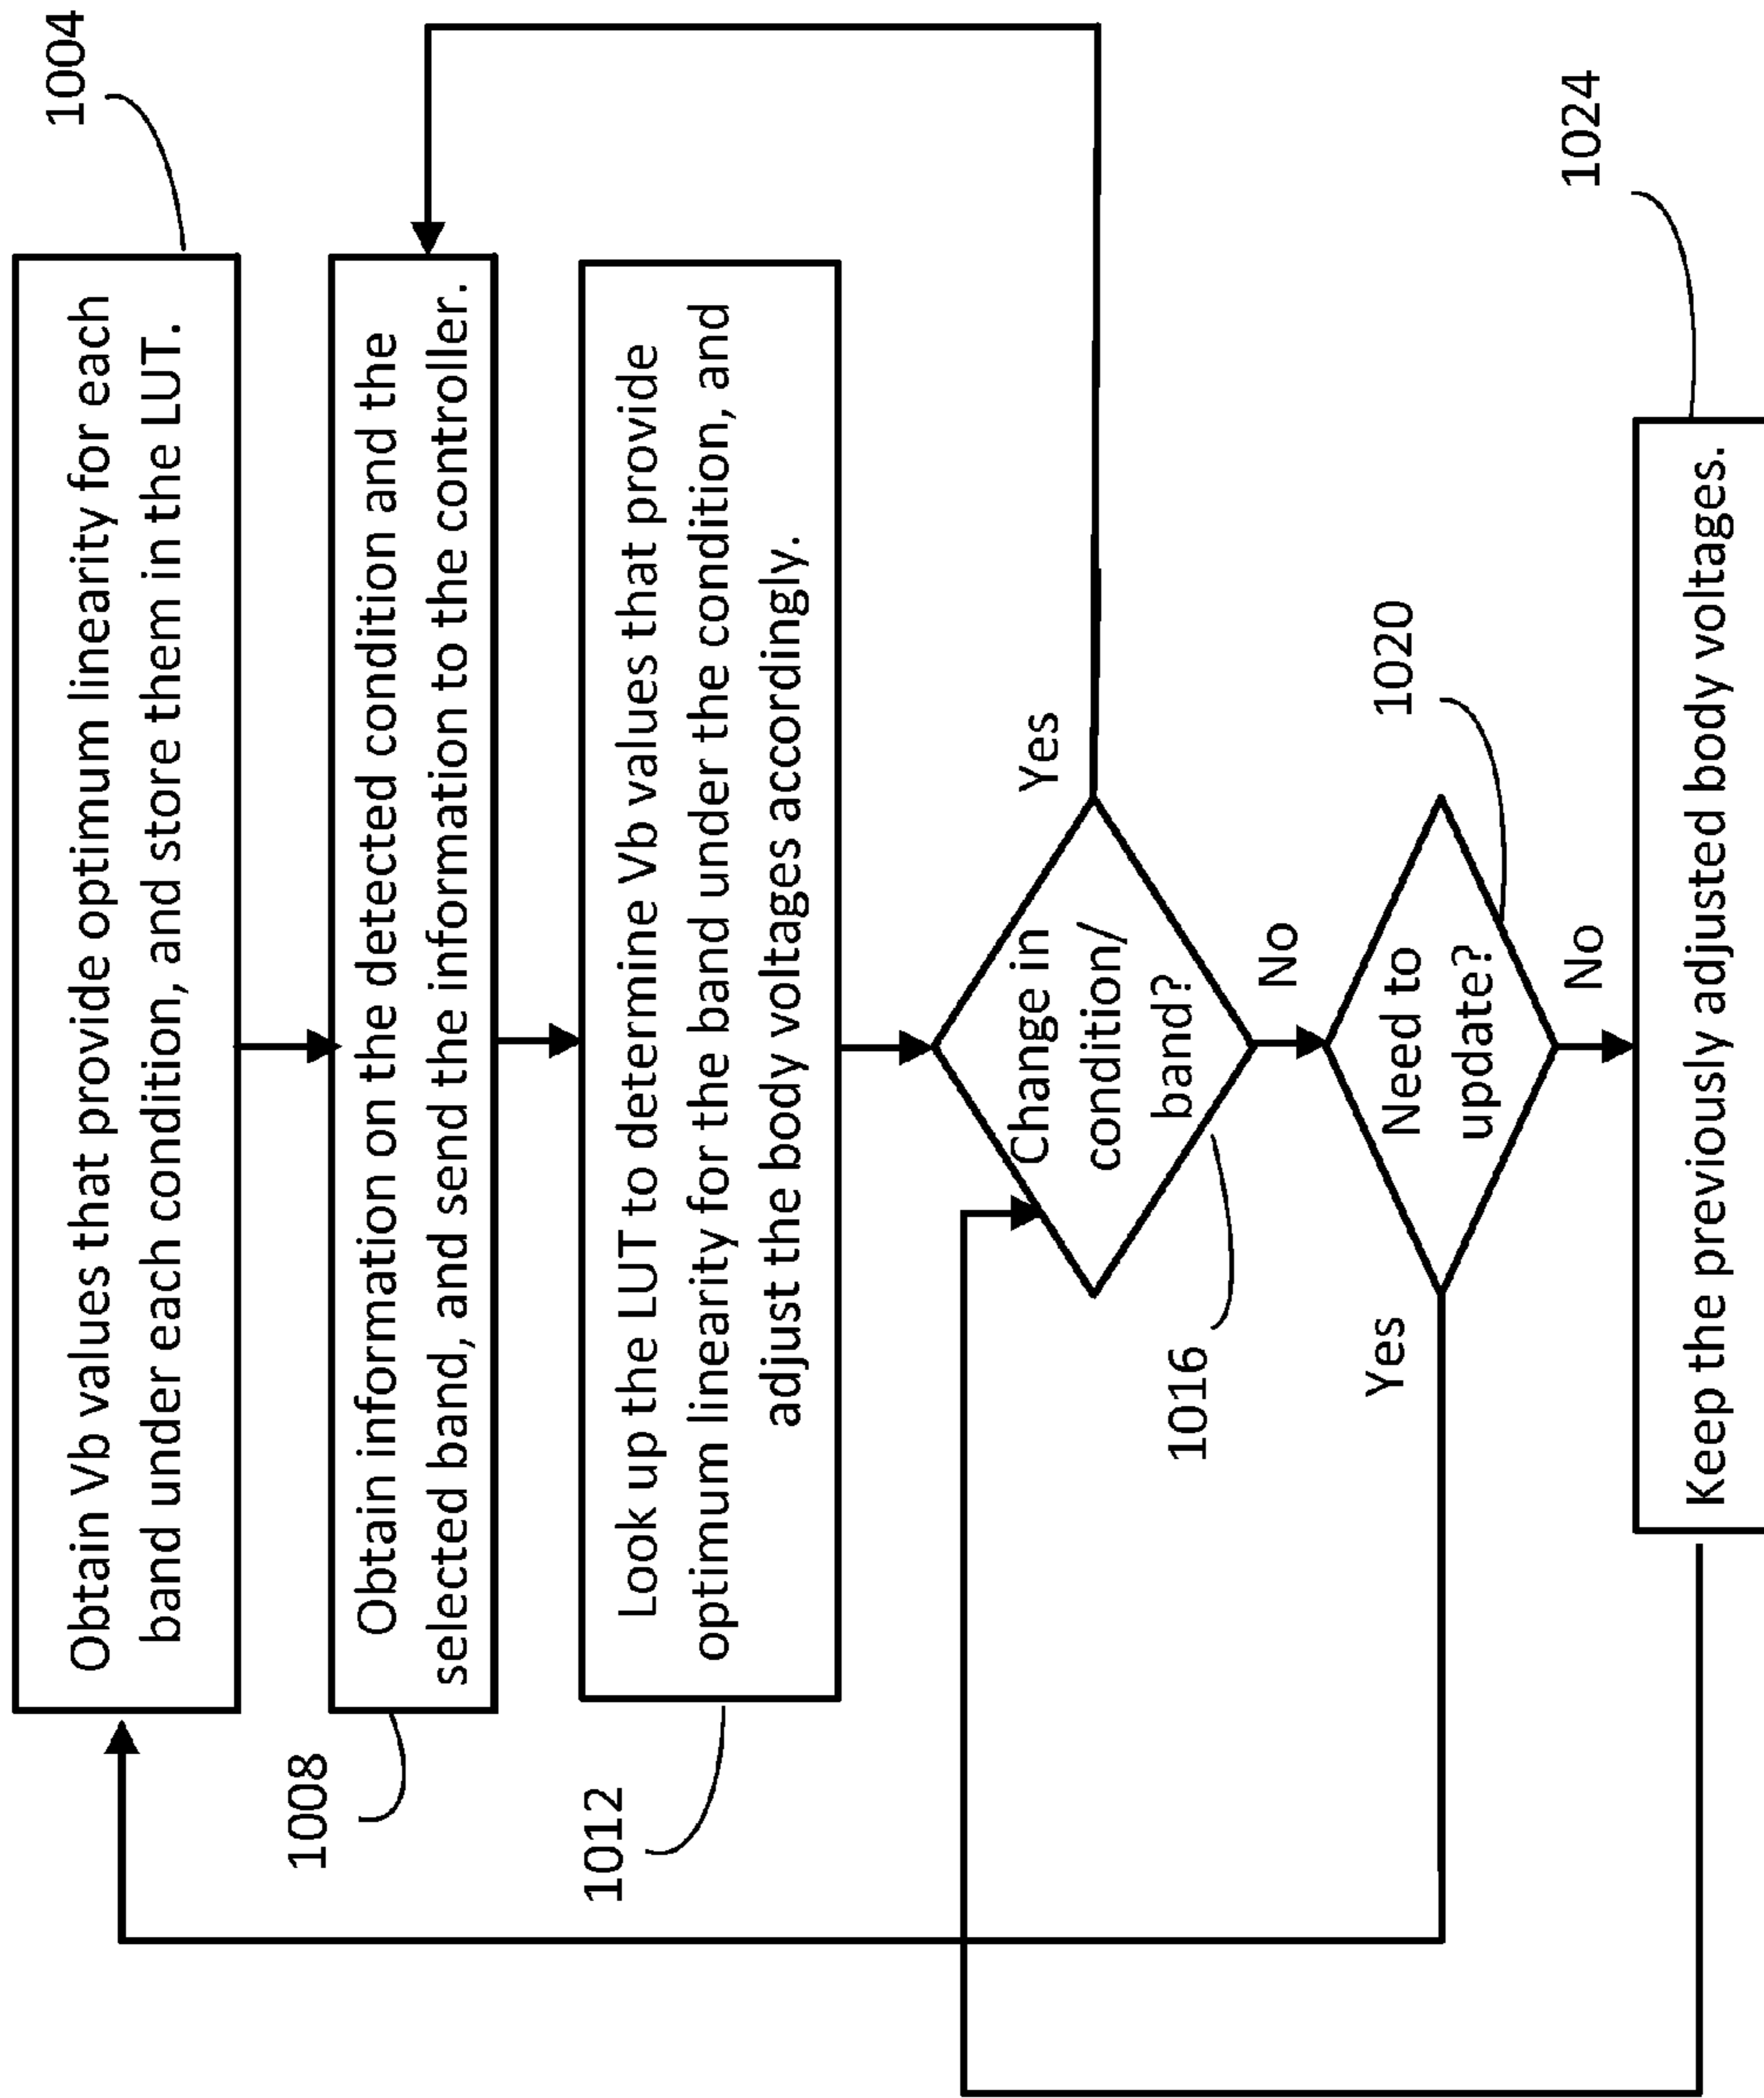 1004
Obtain Vb values that provide optimum linearity for each
band under each condition, and store them in the LUT.
1008
Obtain information on the detected condition and the
selected band, and send the information to the controller.
1012
Look up the LUT to determine Vb values that provide
optimum linearity for the band under the condition, and
adjust the body voltages accordingly.
Change in
condition/
band?
Yes
1016
No
Need to
update?
1020
Yes
No
1024
Keep the previously adjusted body voltages.